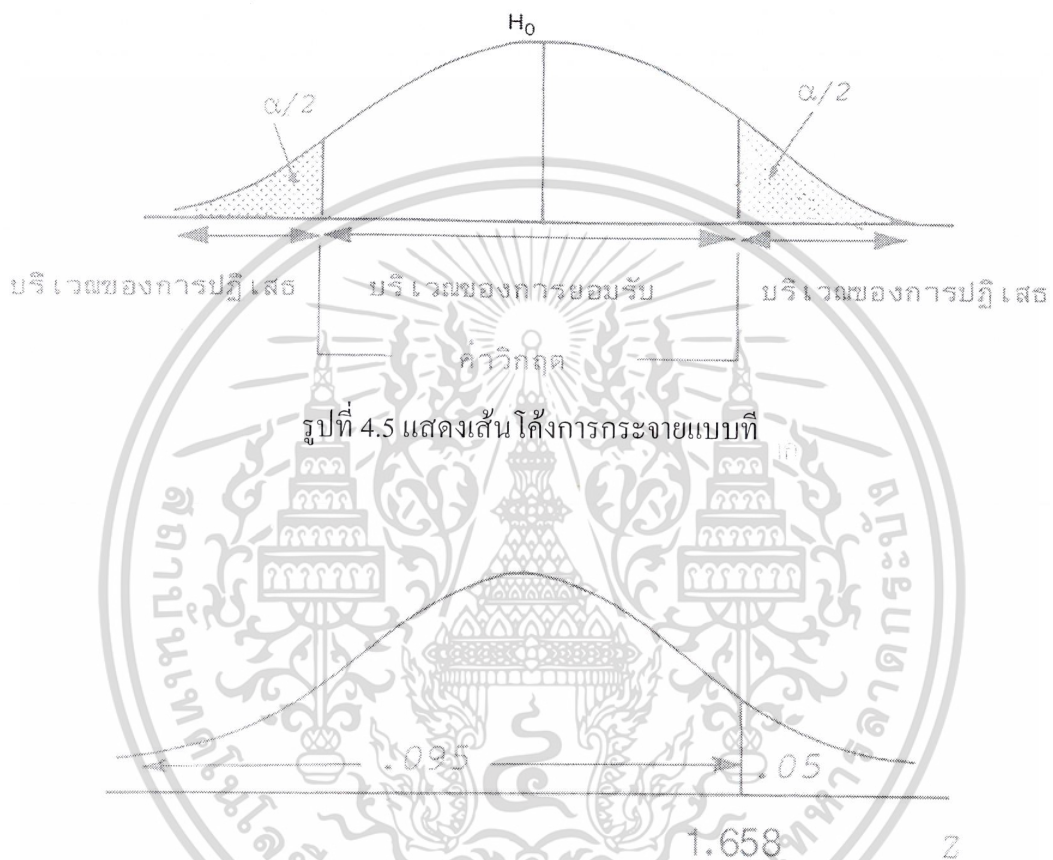 H₀
α/2 α/2
บริเวณของการปฏิเสธ บริเวณของการยอมรับ บริเวณของการปฏิเสธ
ค่าวิกฤต
รูปที่ 4.5 แสดงเส้นโค้งการกระจายแบบที
.095 .05
1.658 Z